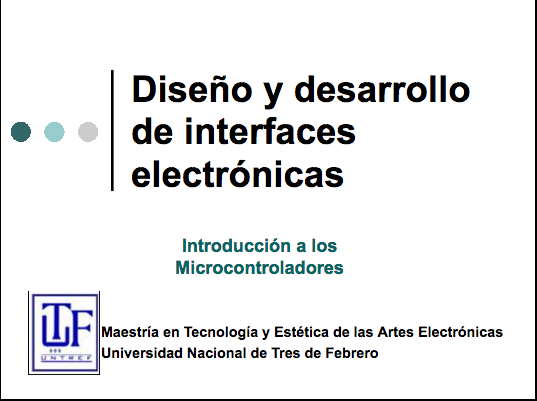 Diseño y desarrollo
de interfaces
electrónicas
Introducción a los
Microcontroladores
UNTREF
Maestría en Tecnología y Estética de las Artes Electrónicas
Universidad Nacional de Tres de Febrero